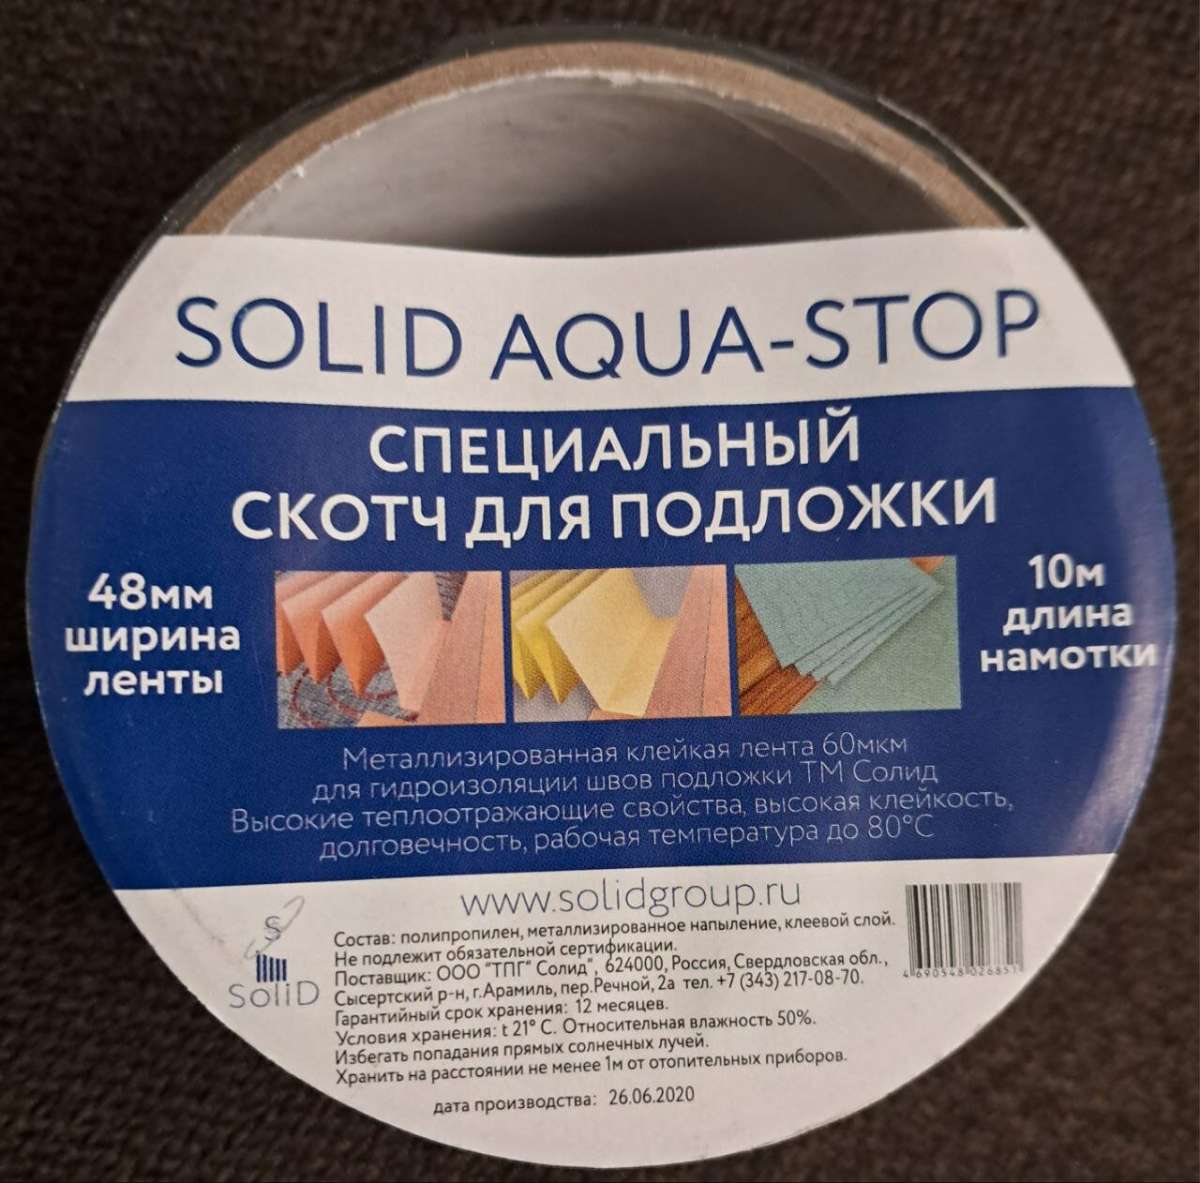 SOLID AQUA-STOP
СПЕЦИАЛЬНЫЙ
СКОТЧ ДЛЯ ПОДЛОЖКИ
48мм
ширина
ленты
10м
длина
намотки
Металлизированная клейкая лента 60мкм
для гидроизоляции швов подложки ТМ Солид
Высокие теплоотражающие свойства, высокая клейкость,
долговечность, рабочая температура до 80°С
www.solidgroup.ru
S
SoliD
Состав: полипропилен, металлизированное напыление, клеевой слой.
Не подлежит обязательной сертификации.
Поставщик: ООО "ТПГ" Солид", 624000, Россия, Свердловская обл.,
Сысертский р-н, г.Арамиль, пер.Речной, 2а тел. +7 (343) 217-08-70.
Гарантийный срок хранения: 12 месяцев.
Условия хранения: t 21° С. Относительная влажность 50%.
Избегать попадания прямых солнечных лучей.
Хранить на расстоянии не менее 1м от отопительных приборов.
дата производства: 26.06.2020
4 690548 026851